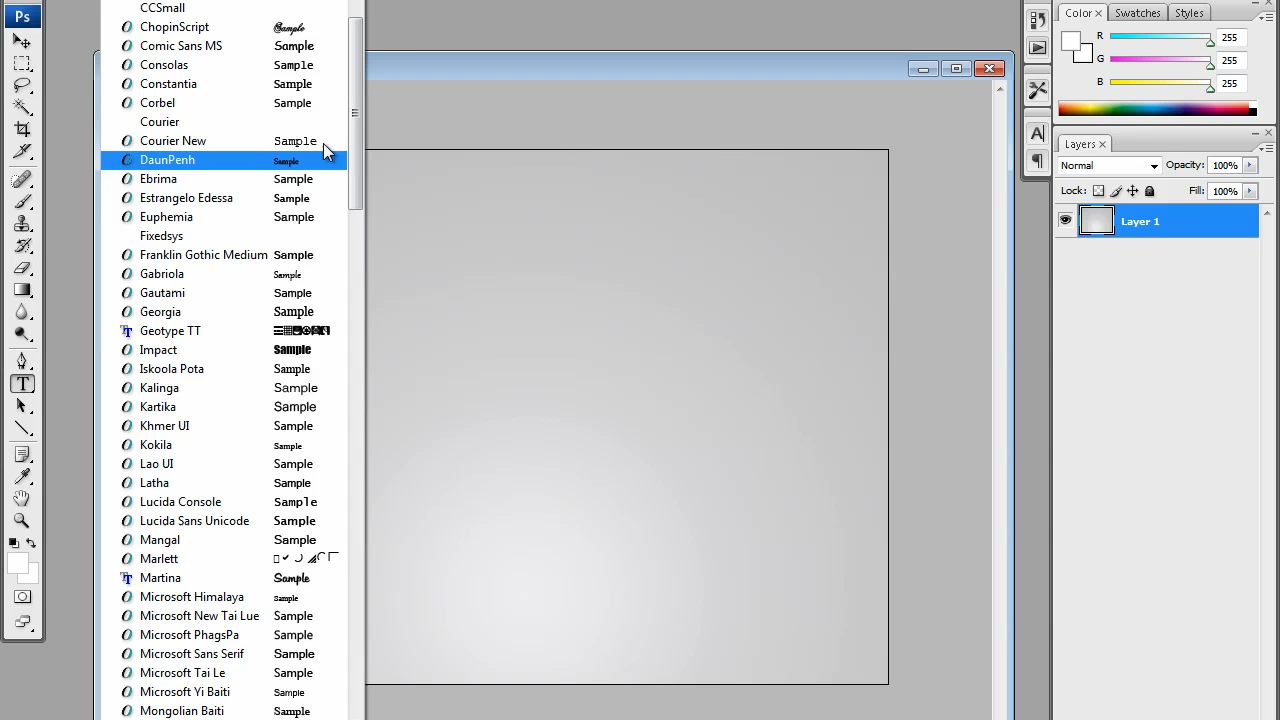 Ps
CCSmall
ChopinScript Sample
Comic Sans MS Sample
Consolas Sample
Constantia Sample
Corbel Sample
Courier
Courier New Sample
DaunPenh Sample
Ebrima Sample
Estrangelo Edessa Sample
Euphemia Sample
Fixedsys
Franklin Gothic Medium Sample
Gabriola Sample
Gautami Sample
Georgia Sample
Geotype TT
Impact Sample
Iskoola Pota Sample
Kalinga Sample
Kartika Sample
Khmer UI Sample
Kokila Sample
Lao UI Sample
Latha Sample
Lucida Console Sample
Lucida Sans Unicode Sample
Mangal Sample
Marlett
Martina Sample
Microsoft Himalaya Sample
Microsoft New Tai Lue Sample
Microsoft PhagsPa Sample
Microsoft Sans Serif Sample
Microsoft Tai Le Sample
Microsoft Yi Baiti Sample
Mongolian Baiti Sample
Color × Swatches Styles
R 255
G 255
B 255
Layers ×
Normal Opacity: 100%
Lock: Fill: 100%
Layer 1